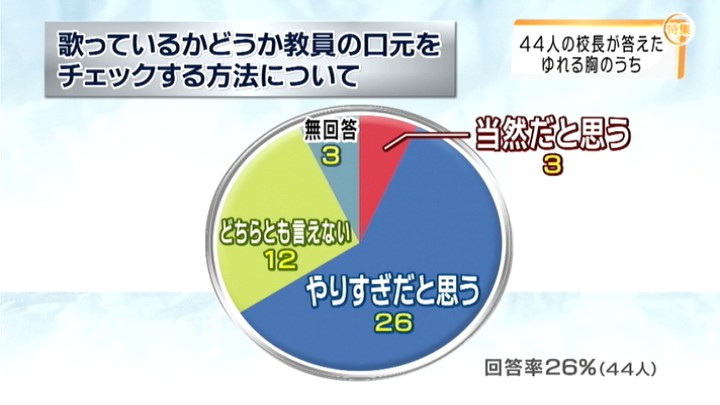 歌っているかどうか教員の口元を
チェックする方法について
特集
44人の校長が答えた
ゆれる胸のうち
無回答
3
当然だと思う
3
どちらとも言えない
12
やりすぎだと思う
26
回答率26%(44人)